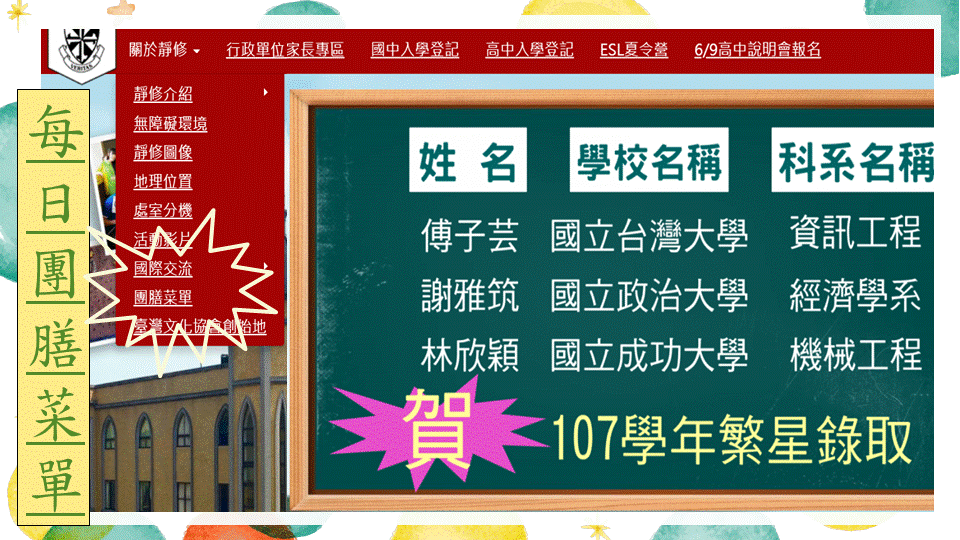 每日團膳菜單
VERITAS
關於靜修 行政單位家長專區 國中入學登記 高中入學登記 ESL夏令營 6/9高中說明會報名
靜修介紹
無障礙環境
靜修圖像
地理位置
處室分機
活動影片
國際交流
團膳菜單
臺灣文化協會創始地
姓 名 學校名稱 科系名稱
傅子芸 國立台灣大學 資訊工程
謝雅筑 國立政治大學 經濟學系
林欣穎 國立成功大學 機械工程
賀 107學年繁星錄取